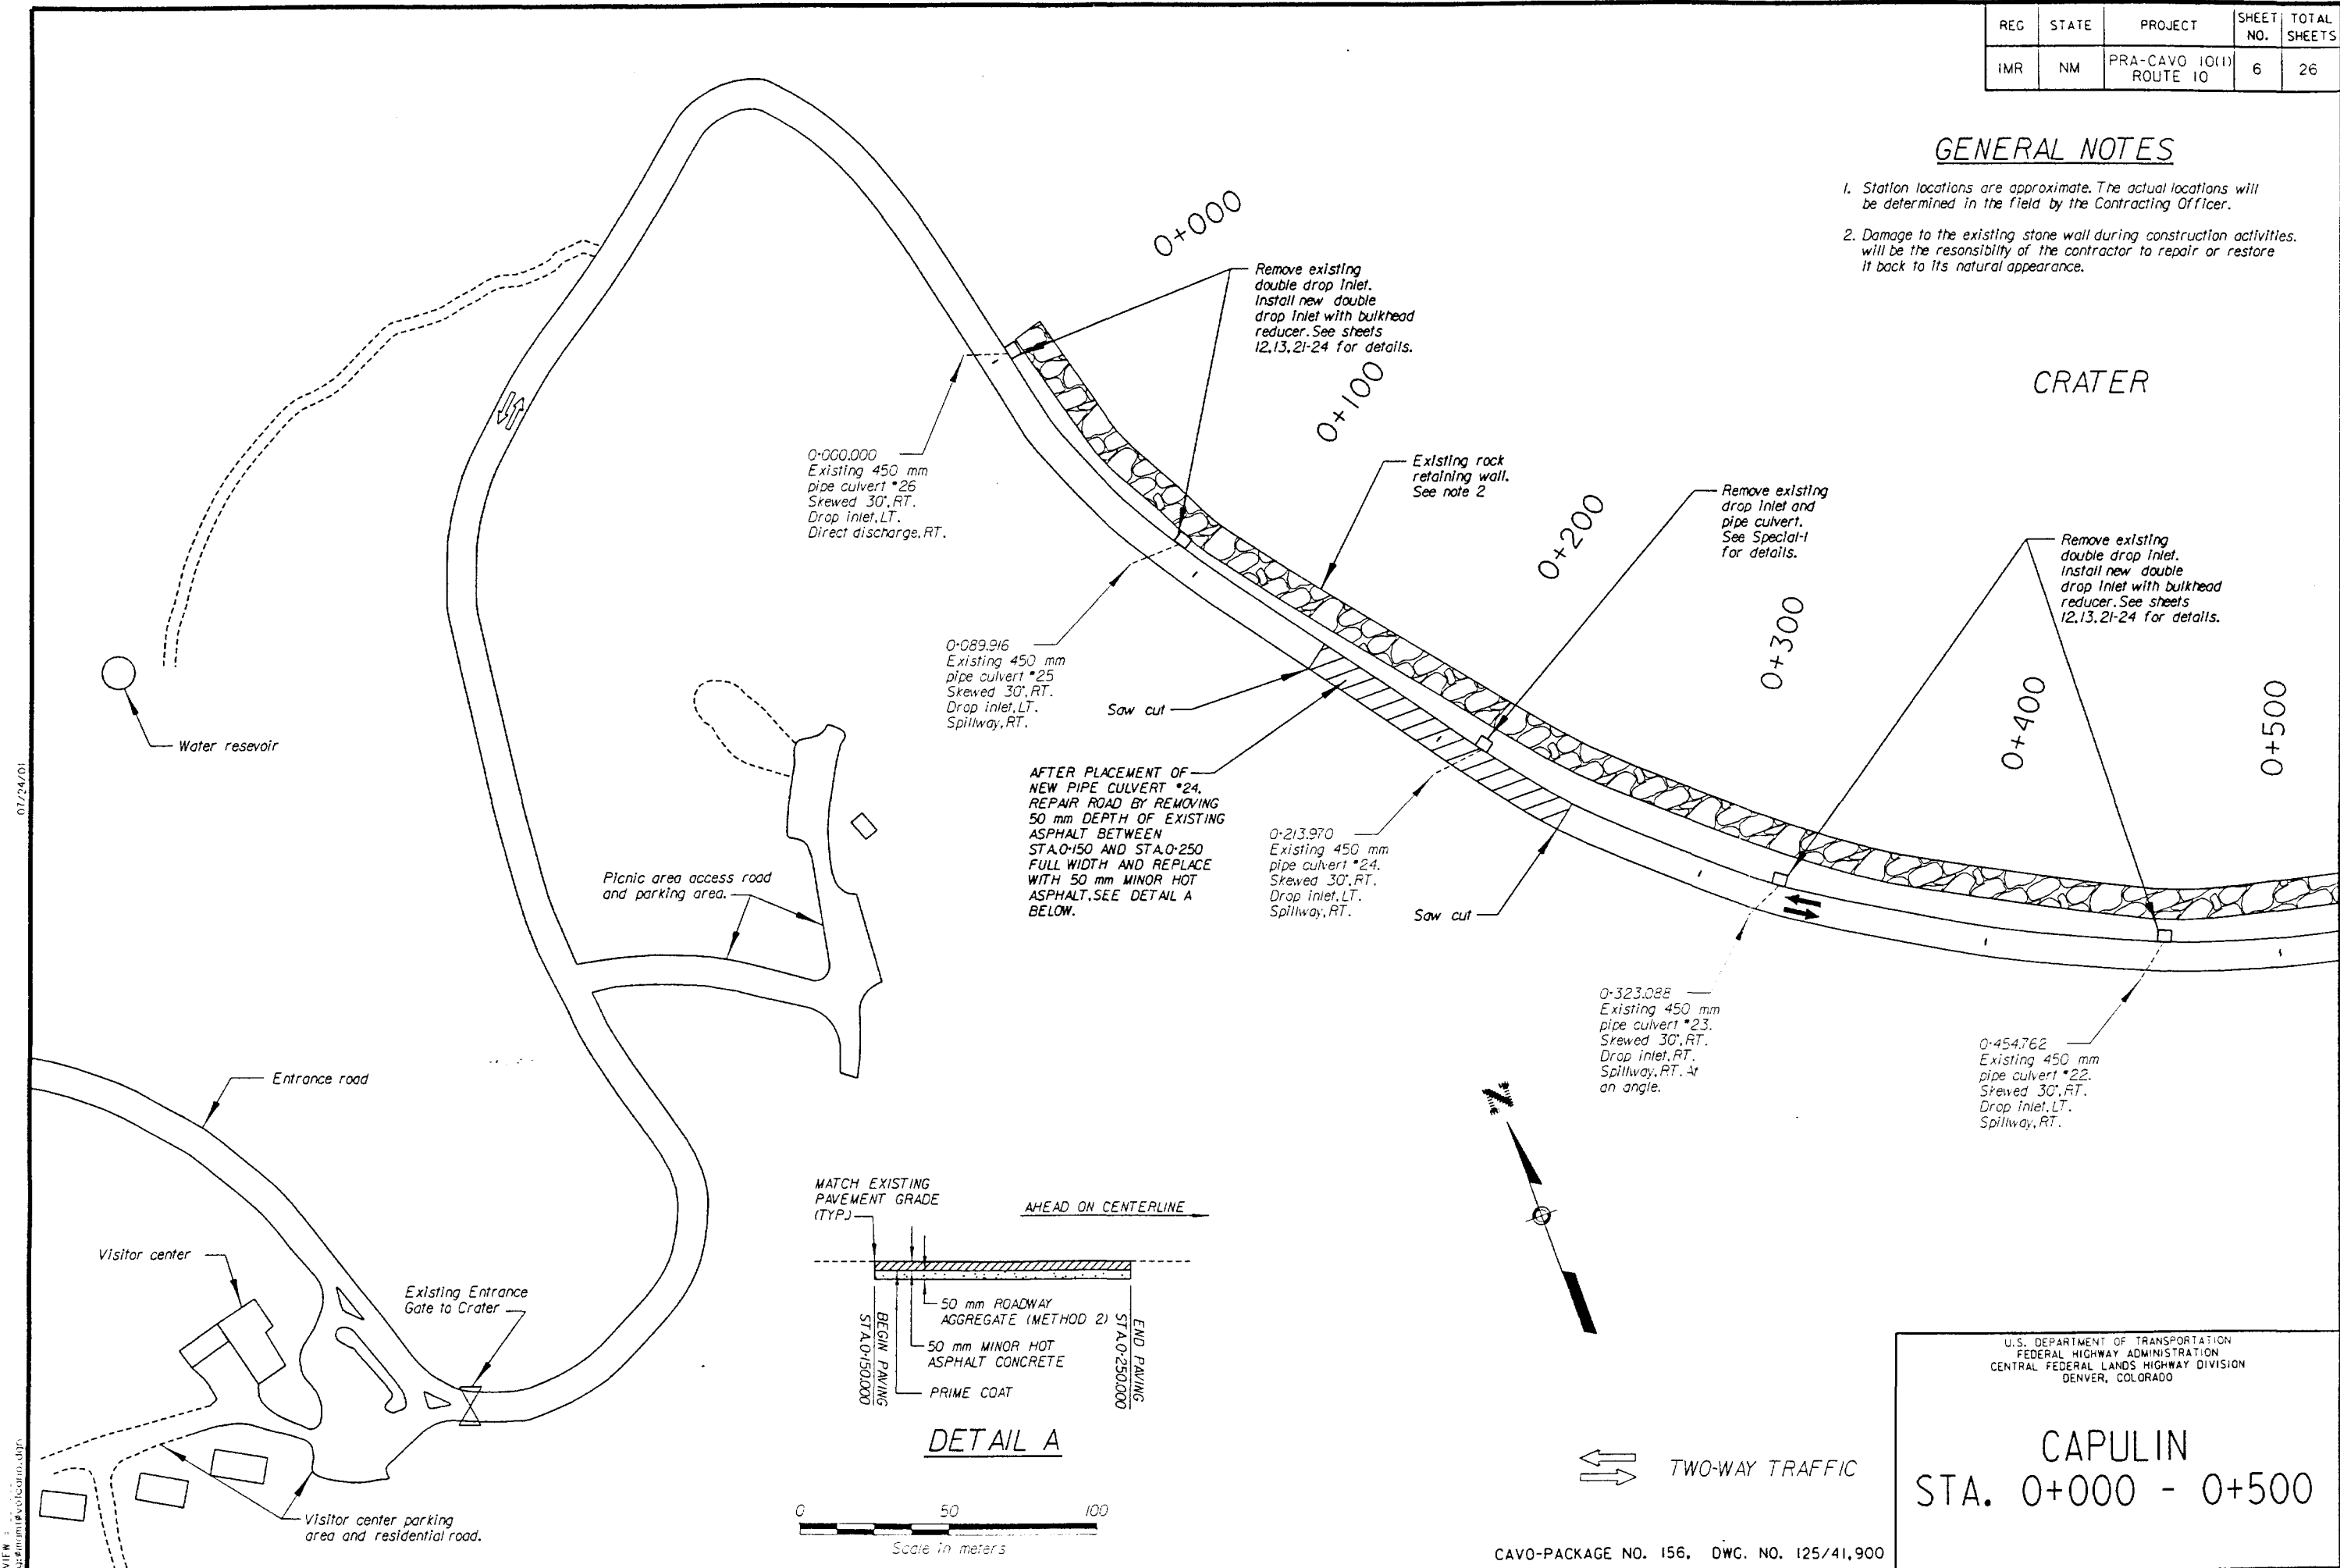 REG STATE PROJECT SHEET NO. TOTAL SHEETS
IMR NM PRA-CAVO 10(1) ROUTE 10 6 26
GENERAL NOTES
1. Station locations are approximate. The actual locations will
be determined in the field by the Contracting Officer.
2. Damage to the existing stone wall during construction activities.
will be the resonsibilty of the contractor to repair or restore
it back to its natural appearance.
CRATER
0+000
0+100
0+200
0+300
0+400
0+500
Remove existing
double drop inlet.
Install new double
drop inlet with bulkhead
reducer. See sheets
12,13,21-24 for details.
Existing rock
retaining wall.
See note 2
Remove existing
drop inlet and
pipe culvert.
See Special-1
for details.
Remove existing
double drop inlet.
Install new double
drop inlet with bulkhead
reducer. See sheets
12,13,21-24 for details.
0+000.000
Existing 450 mm
pipe culvert #26
Skewed 30°, RT.
Drop inlet, LT.
Direct discharge, RT.
0+089.916
Existing 450 mm
pipe culvert #25
Skewed 30°, RT.
Drop inlet, LT.
Spillway, RT.
Saw cut
AFTER PLACEMENT OF
NEW PIPE CULVERT #24,
REPAIR ROAD BY REMOVING
50 mm DEPTH OF EXISTING
ASPHALT BETWEEN
STA.0+150 AND STA.0+250
FULL WIDTH AND REPLACE
WITH 50 mm MINOR HOT
ASPHALT. SEE DETAIL A
BELOW.
0+213.970
Existing 450 mm
pipe culvert #24.
Skewed 30°, RT.
Drop inlet, LT.
Spillway, RT.
Saw cut
0+323.088
Existing 450 mm
pipe culvert #23.
Skewed 30°, RT.
Drop inlet, RT.
Spillway, RT. At
an angle.
0+454.762
Existing 450 mm
pipe culvert #22.
Skewed 30°, RT.
Drop inlet, LT.
Spillway, RT.
Water resevoir
Picnic area access road
and parking area.
Entrance road
Visitor center
Existing Entrance
Gate to Crater
Visitor center parking
area and residential road.
N
MATCH EXISTING
PAVEMENT GRADE
(TYP.)
AHEAD ON CENTERLINE
50 mm ROADWAY
AGGREGATE (METHOD 2)
50 mm MINOR HOT
ASPHALT CONCRETE
PRIME COAT
BEGIN PAVING
STA.0+150.000
END PAVING
STA.0+250.000
DETAIL A
0 50 100
Scale in meters
TWO-WAY TRAFFIC
U.S. DEPARTMENT OF TRANSPORTATION
FEDERAL HIGHWAY ADMINISTRATION
CENTRAL FEDERAL LANDS HIGHWAY DIVISION
DENVER, COLORADO
CAPULIN
STA. 0+000 - 0+500
CAVO-PACKAGE NO. 156, DWG. NO. 125/41,900
07/24/01
VIEW